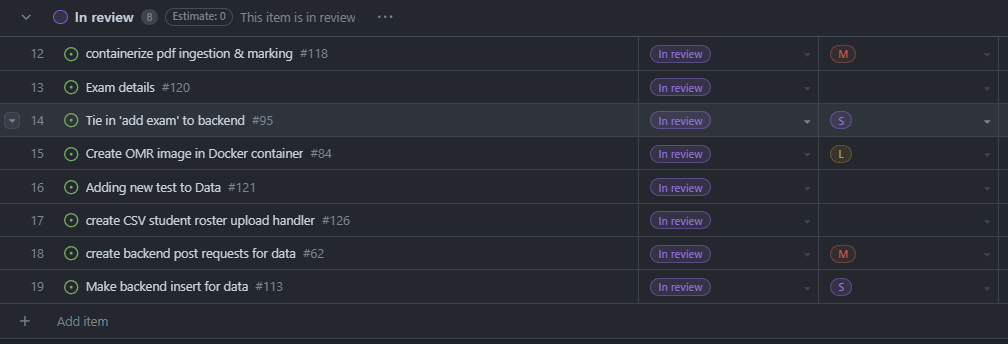 In review 8 Estimate: 0 This item is in review
12 containerize pdf ingestion & marking #118 In review M
13 Exam details #120 In review
14 Tie in 'add exam' to backend #95 In review S
15 Create OMR image in Docker container #84 In review L
16 Adding new test to Data #121 In review
17 create CSV student roster upload handler #126 In review
18 create backend post requests for data #62 In review M
19 Make backend insert for data #113 In review S
+ Add item